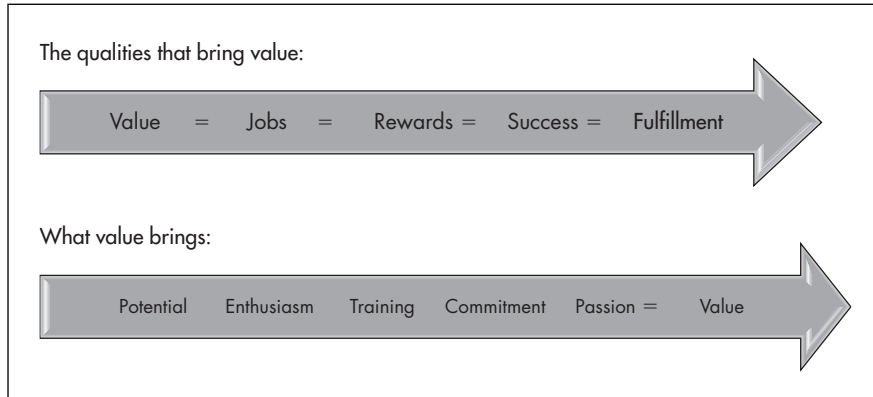 The qualities that bring value:
Value = Jobs = Rewards = Success = Fulfillment
What value brings:
Potential Enthusiasm Training Commitment Passion = Value